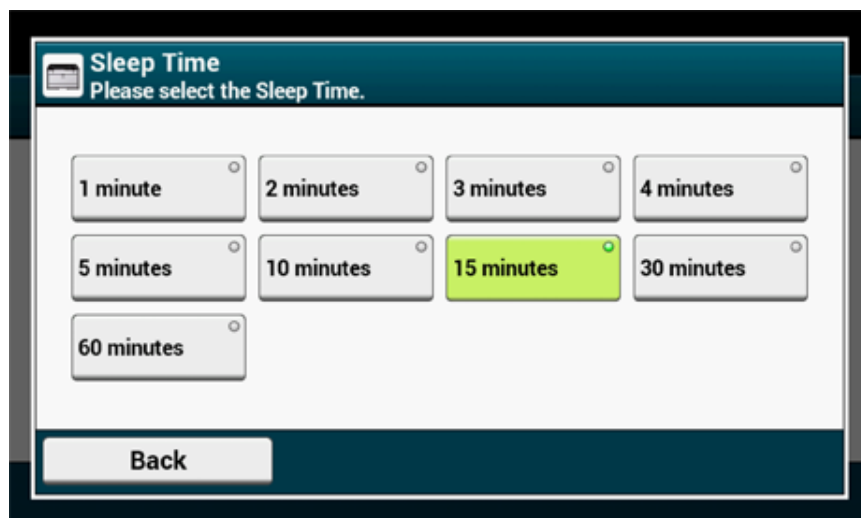 Sleep Time
Please select the Sleep Time.
1 minute
2 minutes
3 minutes
4 minutes
5 minutes
10 minutes
15 minutes
30 minutes
60 minutes
Back